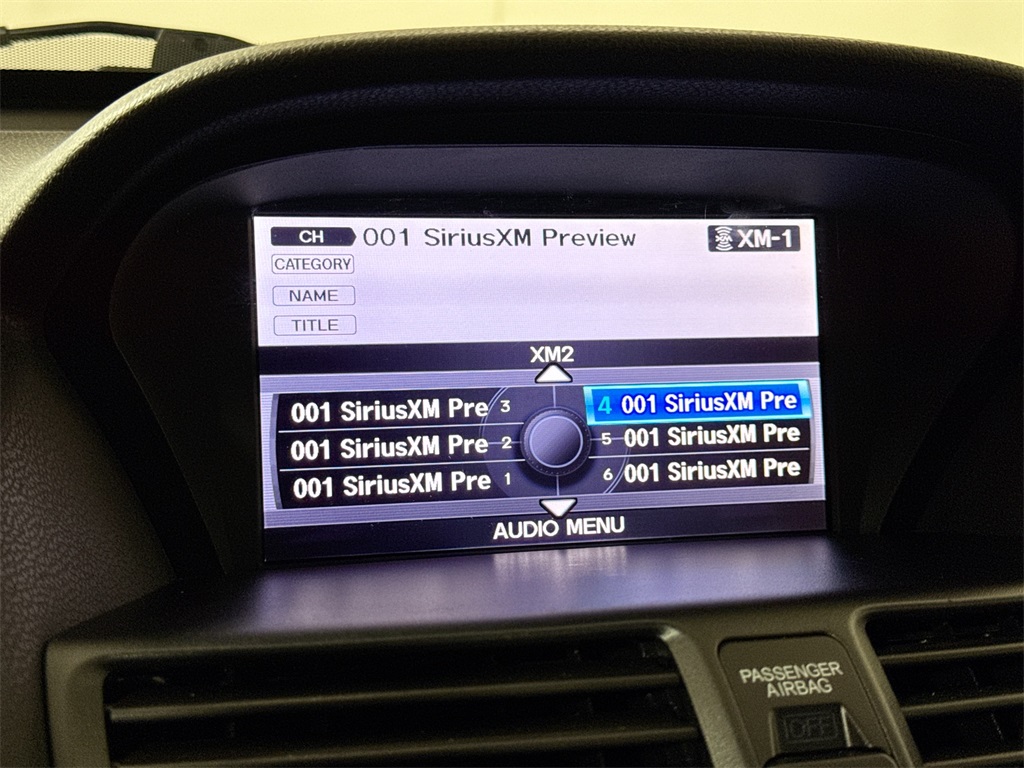 CH 001 SiriusXM Preview XM-1
CATEGORY
NAME
TITLE
XM2
001 SiriusXM Pre 3
001 SiriusXM Pre 2
001 SiriusXM Pre 1
4 001 SiriusXM Pre
5 001 SiriusXM Pre
6 001 SiriusXM Pre
AUDIO MENU
PASSENGER
AIRBAG
OFF